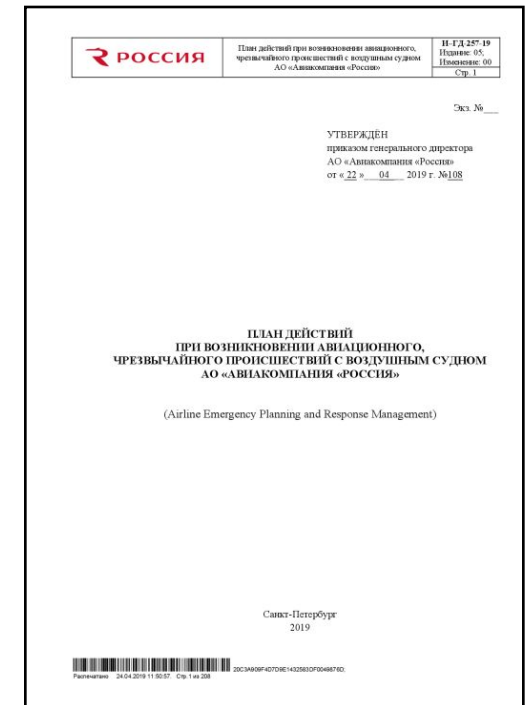 РОССИЯ
План действий при возникновении авиационного,
чрезвычайного происшествий с воздушным судном
АО «Авиакомпания «Россия»
Н-ГД-257-19
Издание: 05,
Изменение: 00
Стр. 1
Экз. №___
УТВЕРЖДЁН
приказом генерального директора
АО «Авиакомпания «Россия»
от « 22 »___04___ 2019 г. №108
ПЛАН ДЕЙСТВИЙ
ПРИ ВОЗНИКНОВЕНИИ АВИАЦИОННОГО,
ЧРЕЗВЫЧАЙНОГО ПРОИСШЕСТВИЙ С ВОЗДУШНЫМ СУДНОМ
АО «АВИАКОМПАНИЯ «РОССИЯ»
(Airline Emergency Planning and Response Management)
Санкт-Петербург
2019
Распечатано 24.04.2019 11:50:57. Стр. 1 из 208